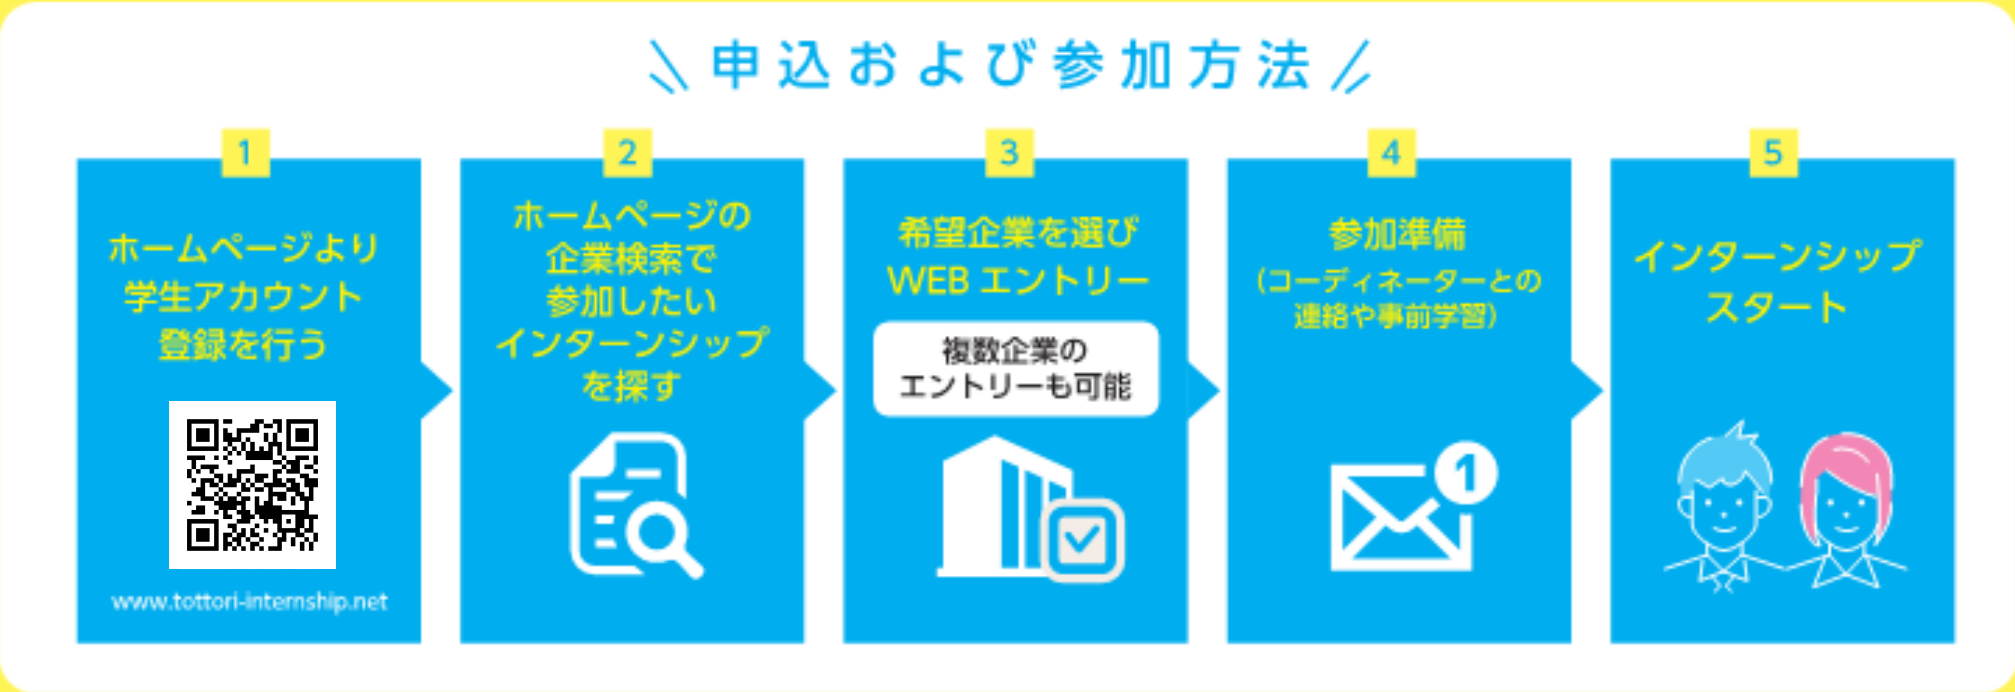 申込および参加方法
1
ホームページより
学生アカウント
登録を行う
www.tottori-internship.net
2
ホームページの
企業検索で
参加したい
インターンシップ
を探す
3
希望企業を選び
WEB エントリー
複数企業の
エントリーも可能
4
参加準備
（コーディネーターとの
連絡や事前学習）
1
5
インターンシップ
スタート